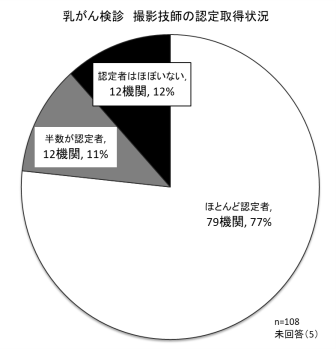 乳がん検診　撮影技師の認定取得状況
認定者はほぼいない,
12機関, 12%
半数が認定者,
12機関, 11%
ほとんど認定者,
79機関, 77%
n=108
未回答（5）